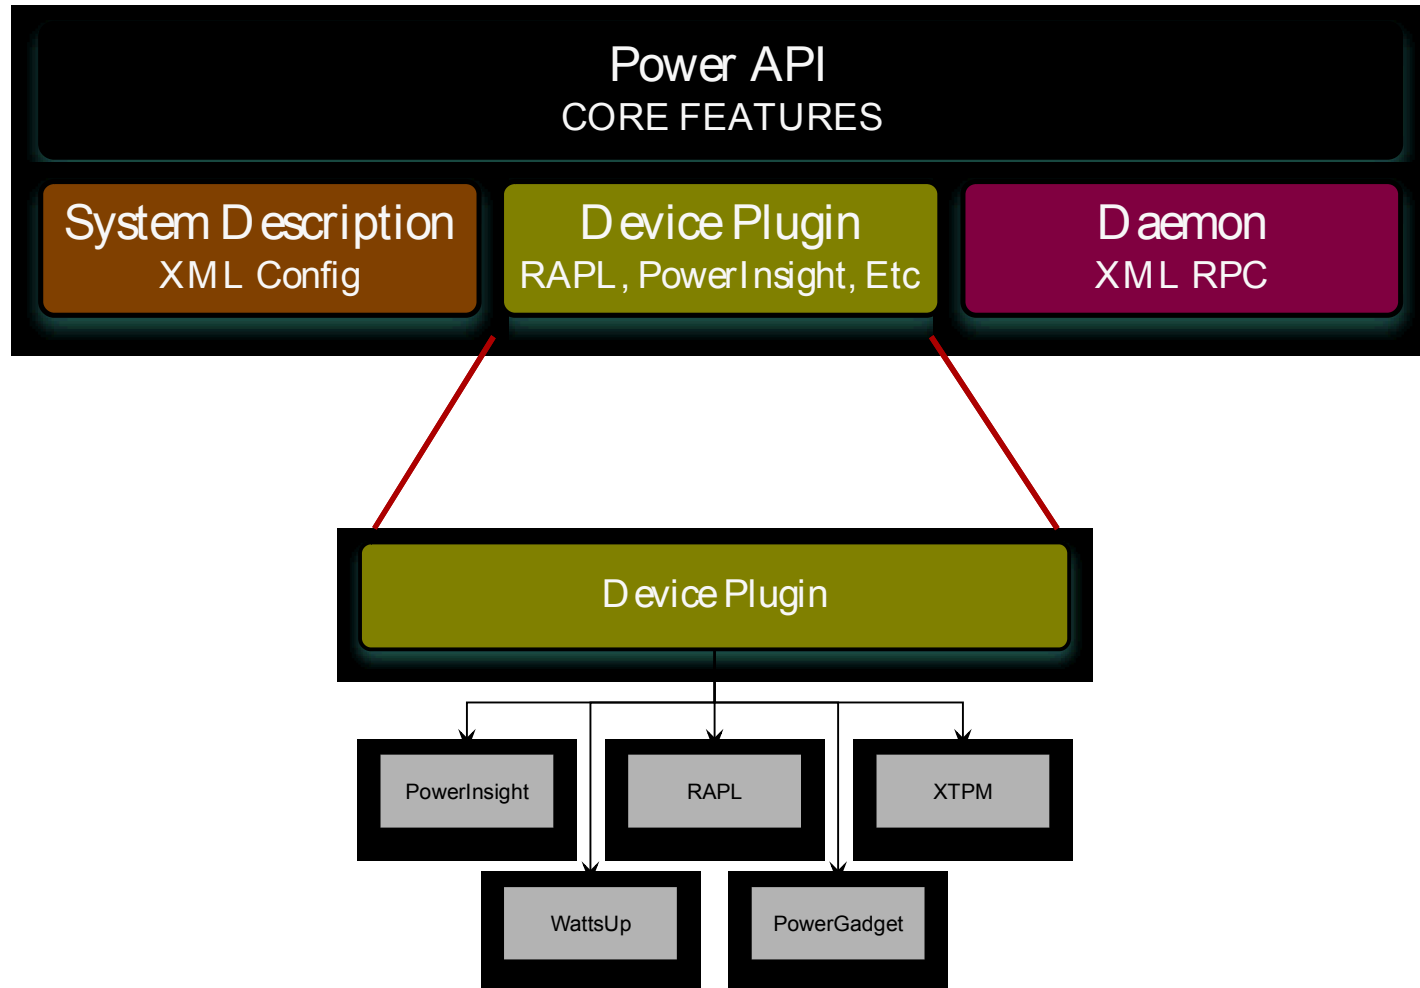 Power API
CORE FEATURES
System Description
XML Config
Device Plugin
RAPL, PowerInsight, Etc
Daemon
XML RPC
Device Plugin
PowerInsight
RAPL
XTPM
WattsUp
PowerGadget